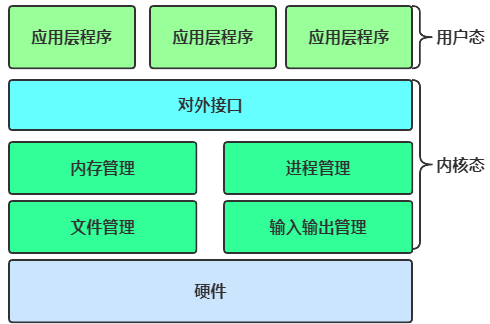 应用层程序 应用层程序 应用层程序 用户态
对外接口
内存管理 进程管理 内核态
文件管理 输入输出管理
硬件